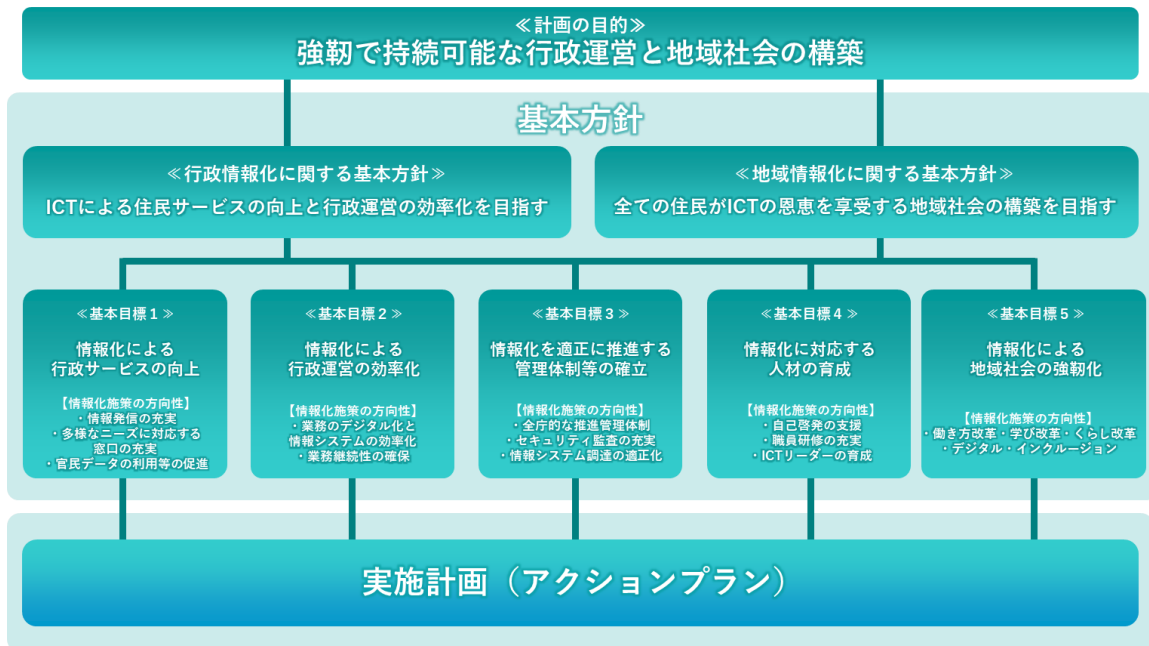 ≪計画の目的≫
強靭で持続可能な行政運営と地域社会の構築
基本方針
≪行政情報化に関する基本方針≫
ICTによる住民サービスの向上と行政運営の効率化を目指す
≪地域情報化に関する基本方針≫
全ての住民がICTの恩恵を享受する地域社会の構築を目指す
≪基本目標１≫
情報化による
行政サービスの向上
【情報化施策の方向性】
・情報発信の充実
・多様なニーズに対応する
窓口の充実
・官民データの利用等の促進
≪基本目標２≫
情報化による
行政運営の効率化
【情報化施策の方向性】
・業務のデジタル化と
情報システムの効率化
・業務継続性の確保
≪基本目標３≫
情報化を適正に推進する
管理体制等の確立
【情報化施策の方向性】
・全庁的な推進管理体制
・セキュリティ監査の充実
・情報システム調達の適正化
≪基本目標４≫
情報化に対応する
人材の育成
【情報化施策の方向性】
・自己啓発の支援
・職員研修の充実
・ICTリーダーの育成
≪基本目標５≫
情報化による
地域社会の強靭化
【情報化施策の方向性】
・働き方改革・学び改革・くらし改革
・デジタル・インクルージョン
実施計画（アクションプラン）